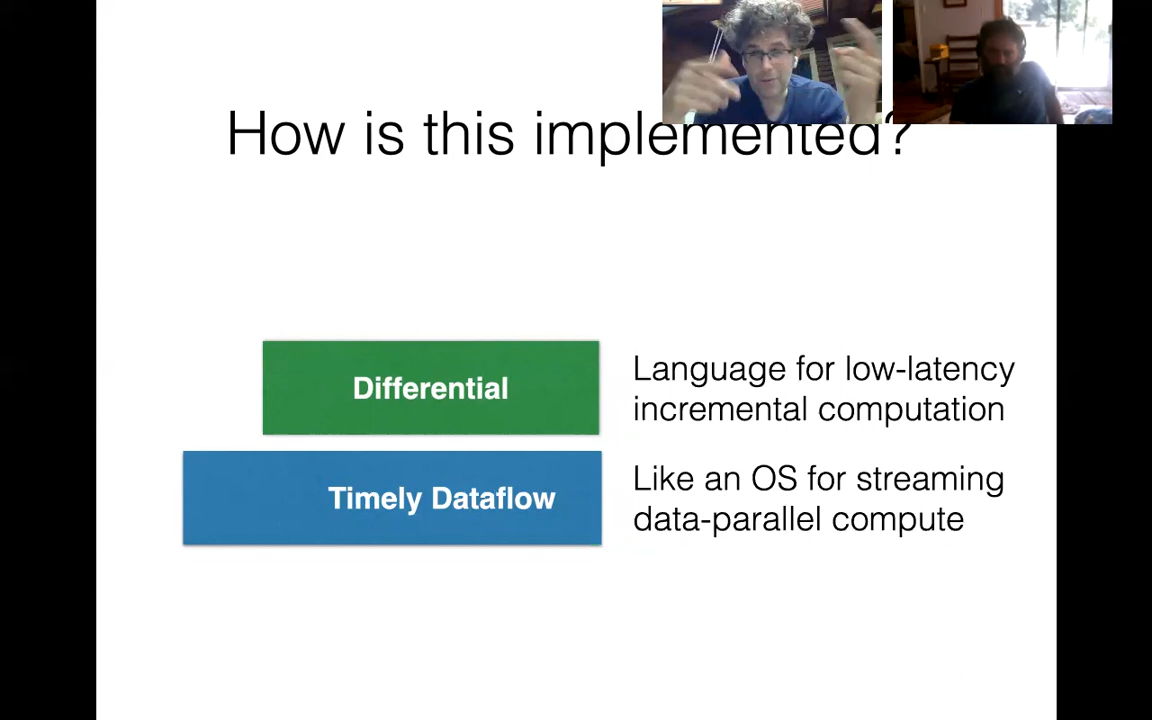 How is this implemented?
Differential
Language for low-latency
incremental computation
Timely Dataflow
Like an OS for streaming
data-parallel compute